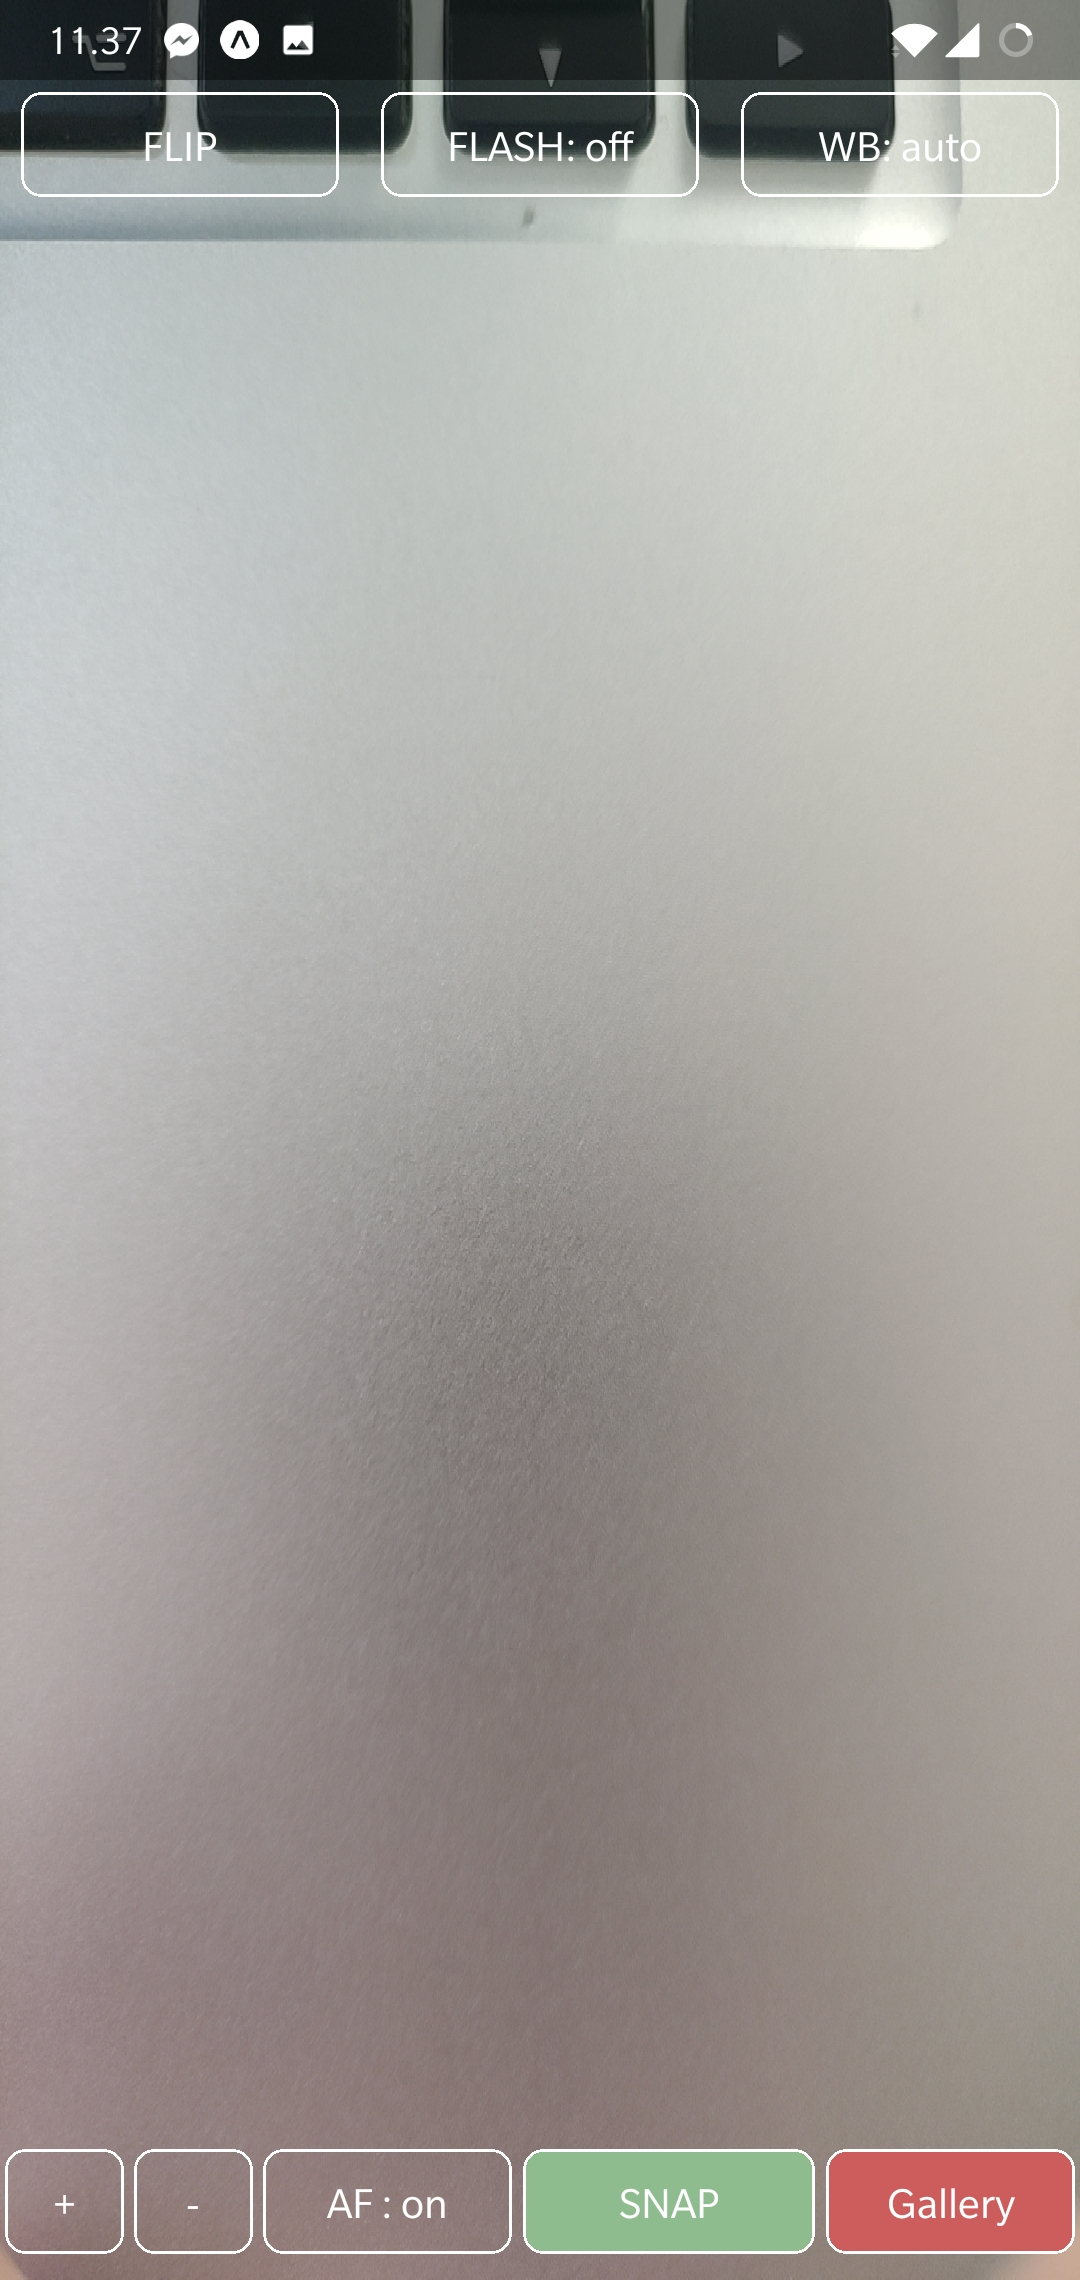 11.37
FLIP
FLASH: off
WB: auto
+
-
AF : on
SNAP
Gallery